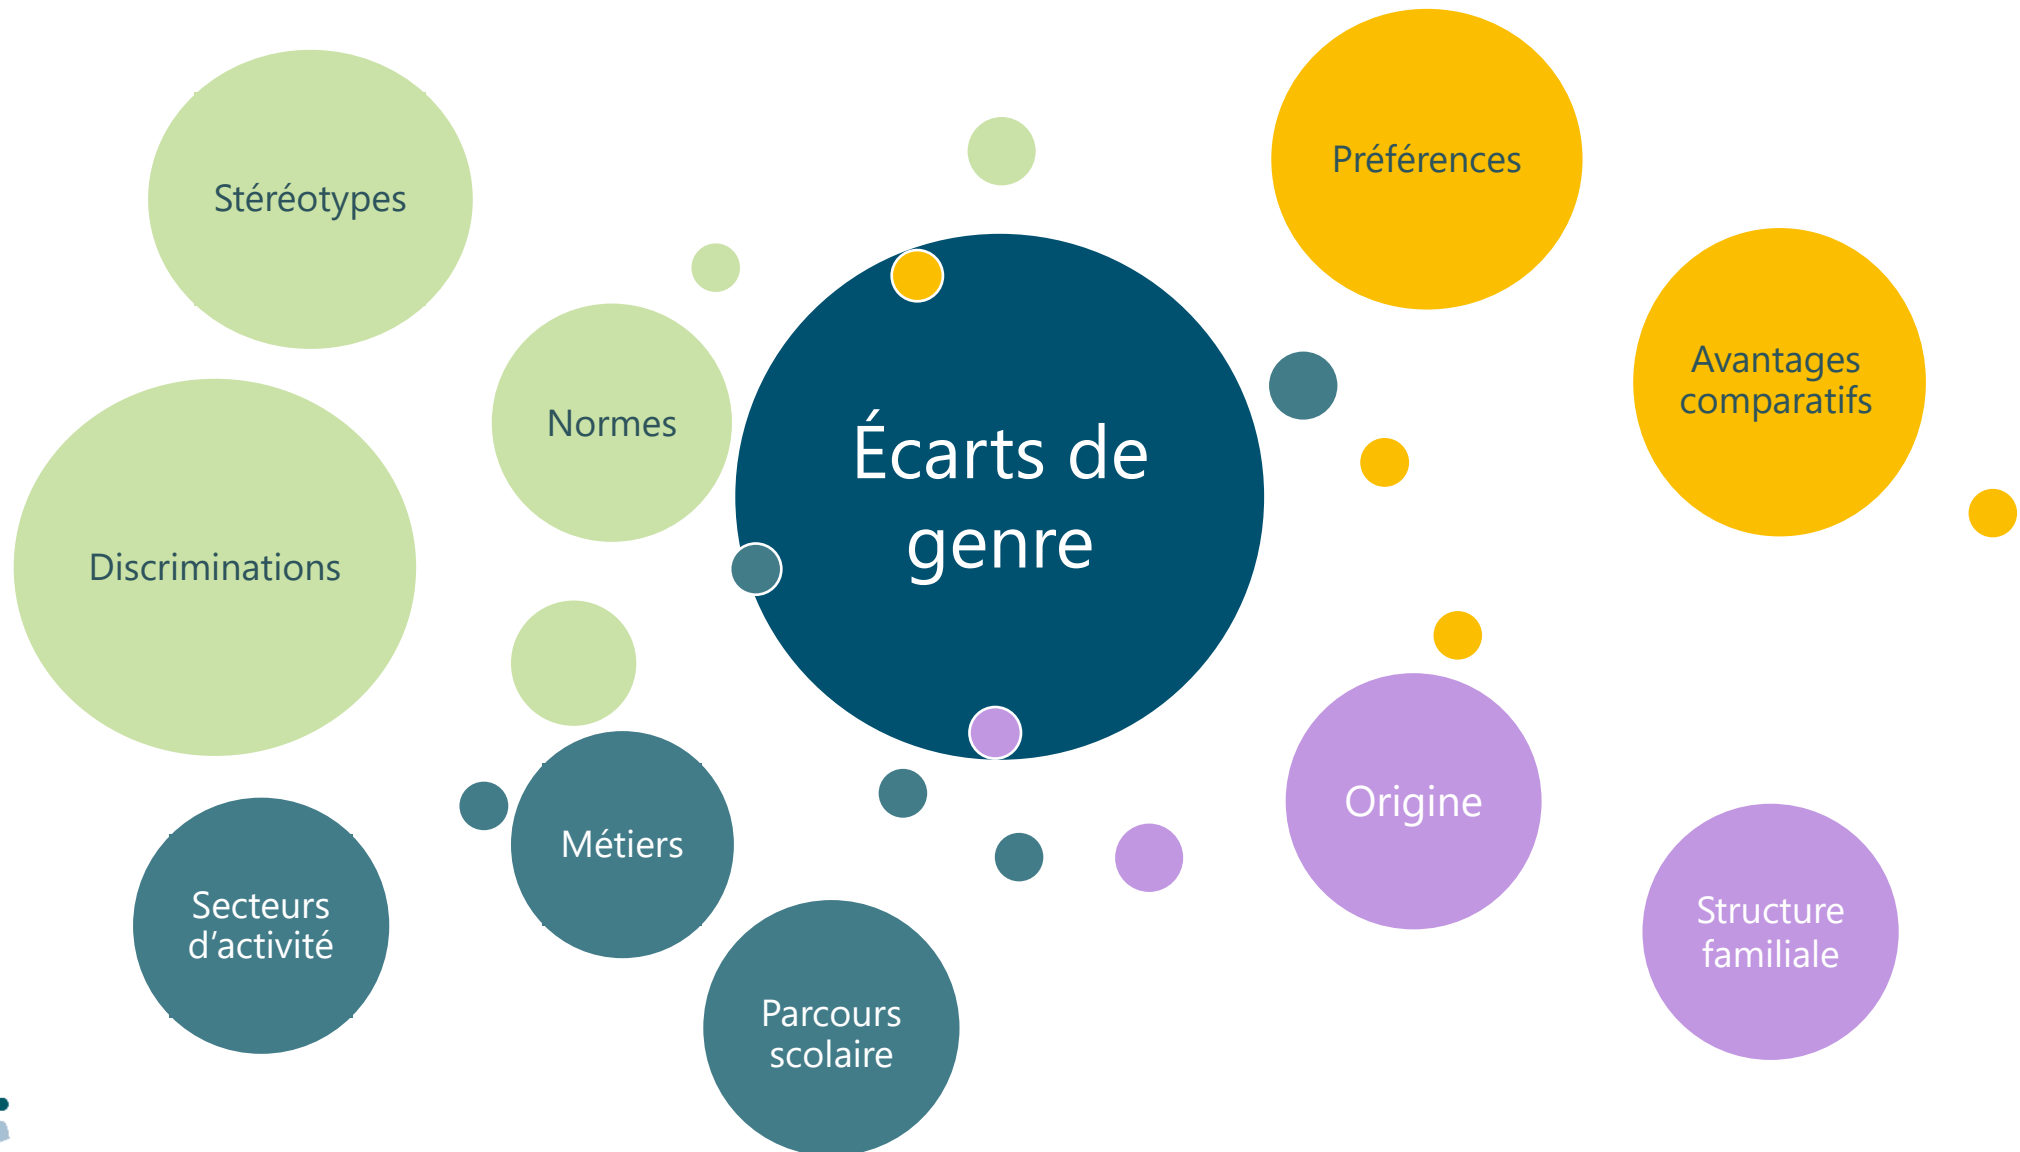 Stéréotypes
Préférences
Avantages
comparatifs
Normes
Écarts de
genre
Discriminations
Origine
Métiers
Secteurs
d’activité
Structure
familiale
Parcours
scolaire